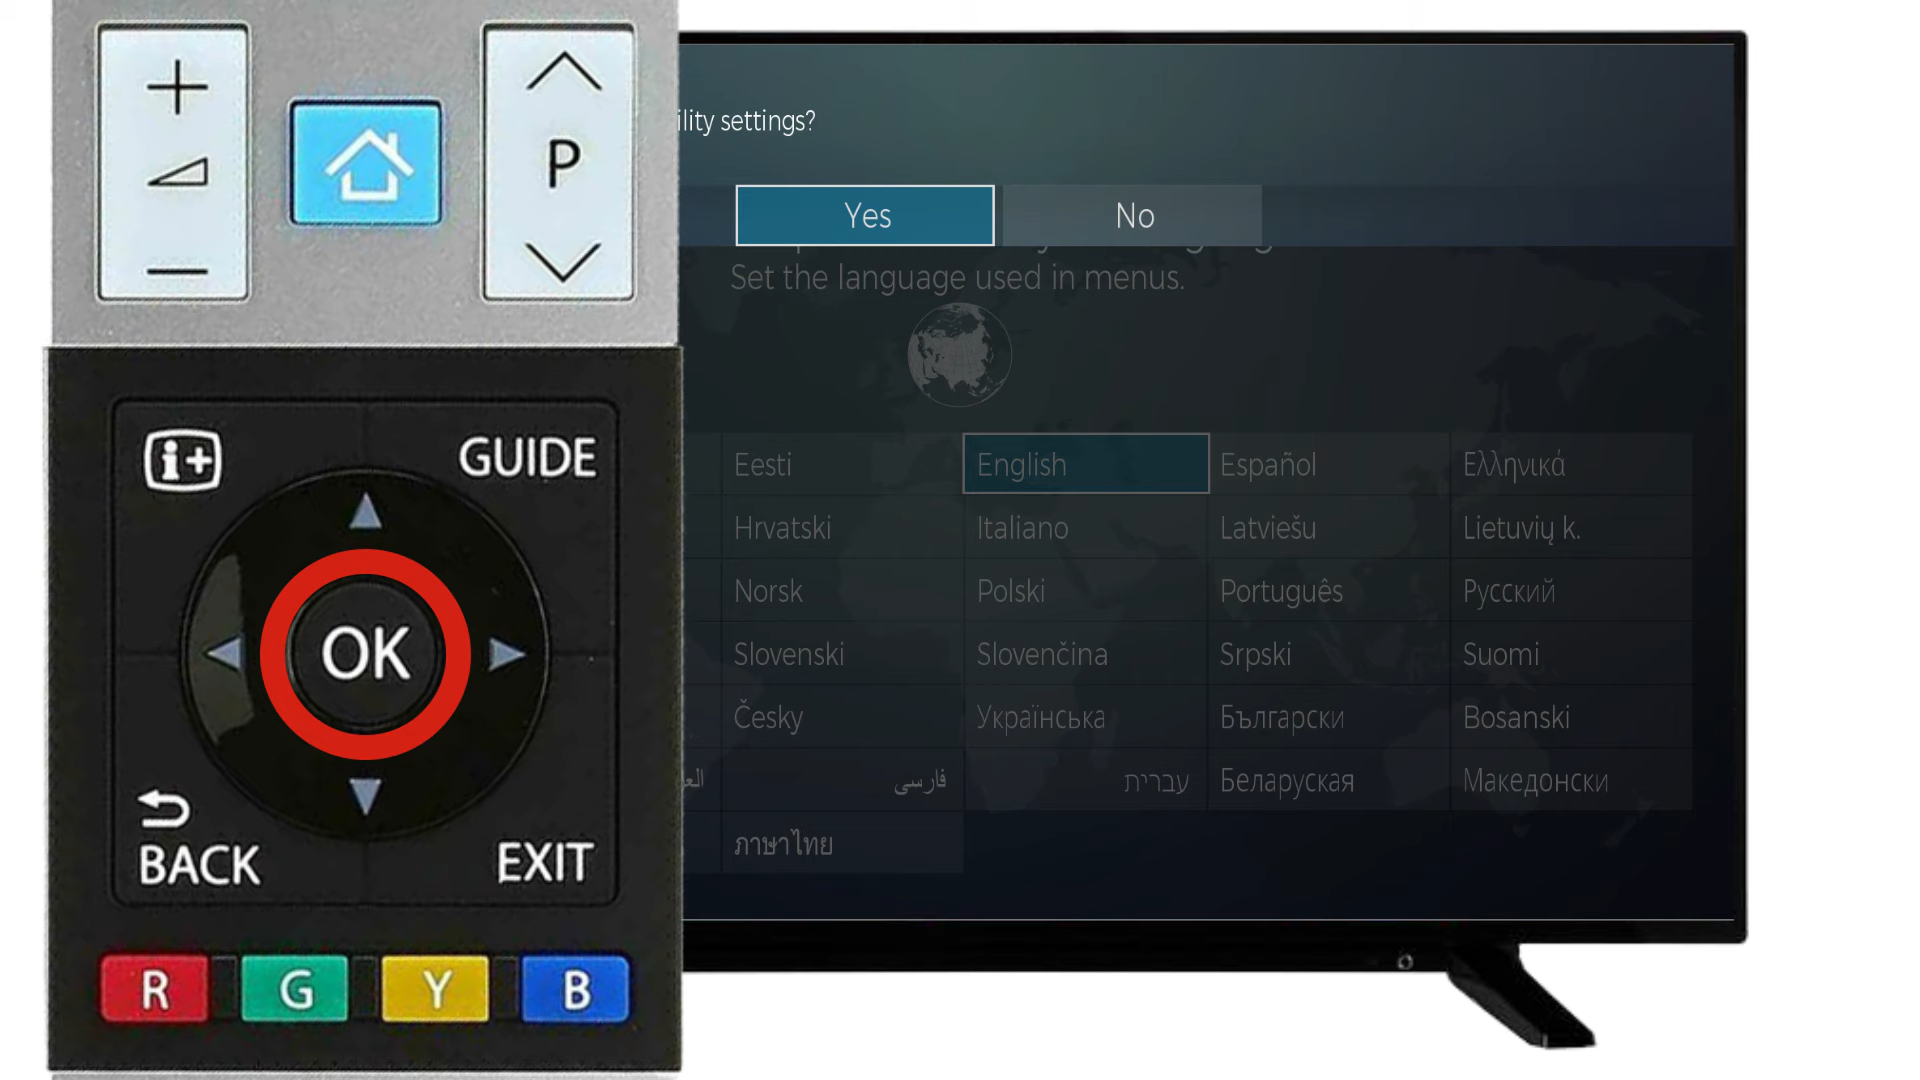 P
GUIDE
OK
BACK
EXIT
R G Y B
ility settings?
Yes No
Set the language used in menus.
Eesti English Español Ελληνικά
Hrvatski Italiano Latviešu Lietuvių k.
Norsk Polski Português Русский
Slovenski Slovenčina Srpski Suomi
Česky Українська Български Bosanski
فارسی עברית Беларуская Македонски
ภาษาไทย